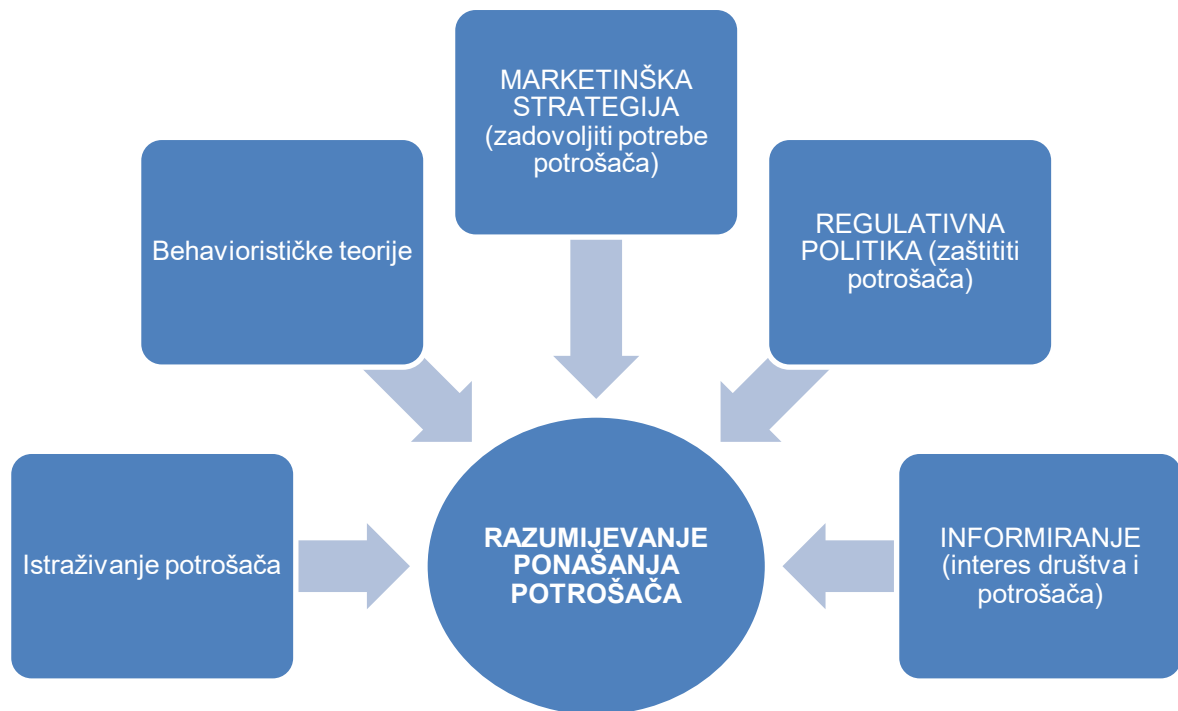 MARKETINŠKA
STRATEGIJA
(zadovoljiti potrebe
potrošača)
Behaviorističke teorije
REGULATIVNA
POLITIKA (zaštititi
potrošača)
Istraživanje potrošača
RAZUMIJEVANJE
PONAŠANJA
POTROŠAČA
INFORMIRANJE
(interes društva i
potrošača)